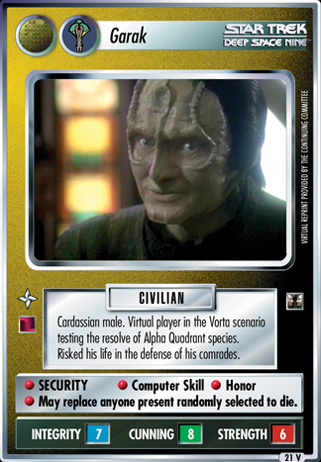 Garak
STAR TREK
DEEP SPACE NINE
VIRTUAL REPRINT PROVIDED BY THE CONTINUING COMMITTEE
CIVILIAN
Cardassian male. Virtual player in the Vorta scenario
testing the resolve of Alpha Quadrant species.
Risked his life in the defense of his comrades.
SECURITY Computer Skill Honor
May replace anyone present randomly selected to die.
INTEGRITY 7 CUNNING 8 STRENGTH 6
21 V